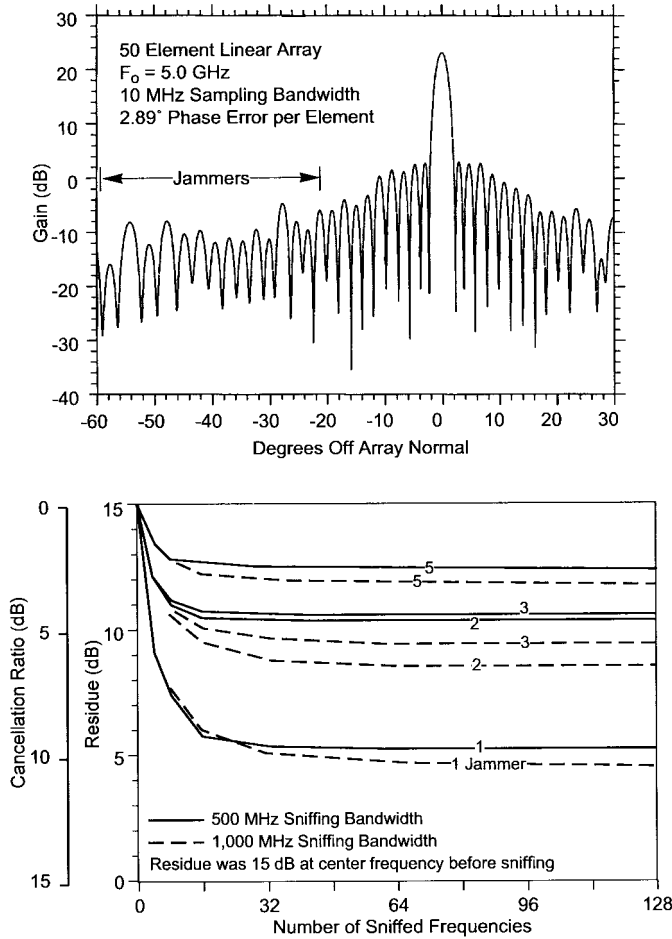 50 Element Linear Array
F₀ = 5.0 GHz
10 MHz Sampling Bandwidth
2.89° Phase Error per Element
Jammers
Gain (dB)
30
20
10
0
-10
-20
-30
-40
-60 -50 -40 -30 -20 -10 0 10 20 30
Degrees Off Array Normal
Cancellation Ratio (dB)
0
5
10
15
Residue (dB)
15
10
5
0
5
5
3
2
3
2
1
1 Jammer
500 MHz Sniffing Bandwidth
1,000 MHz Sniffing Bandwidth
Residue was 15 dB at center frequency before sniffing
0 32 64 96 128
Number of Sniffed Frequencies